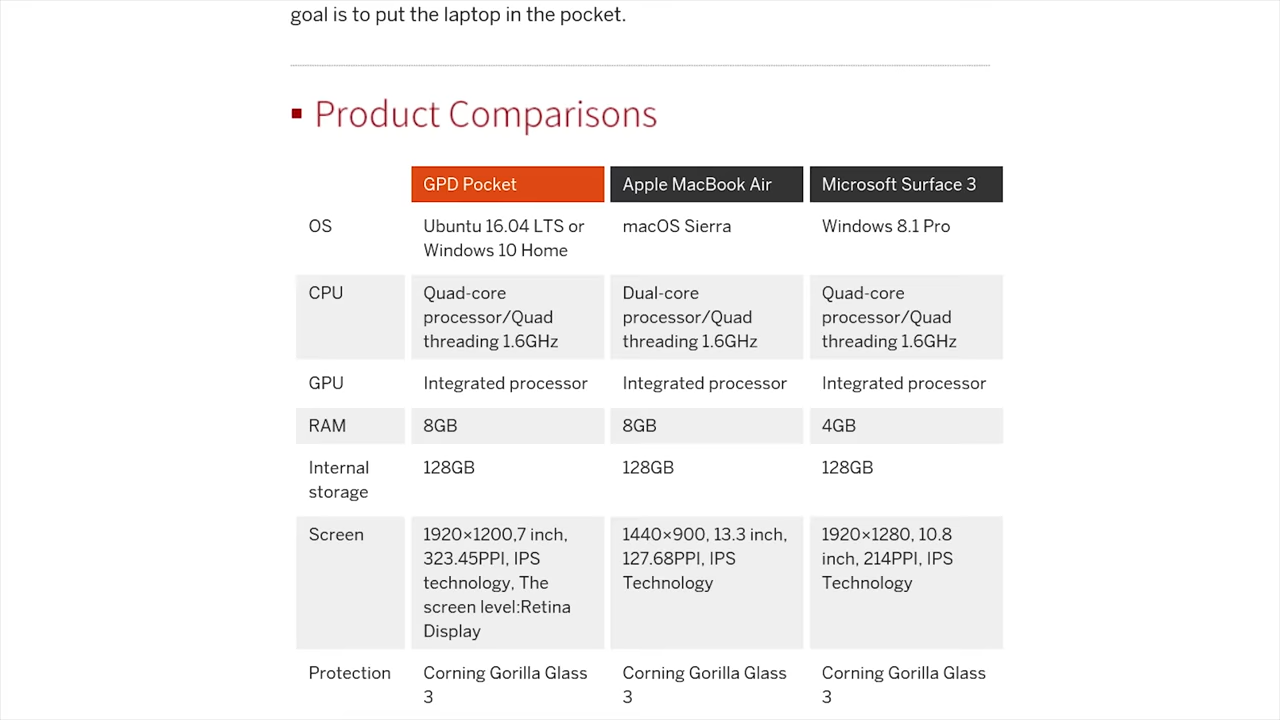 goal is to put the laptop in the pocket.
Product Comparisons
GPD Pocket Apple MacBook Air Microsoft Surface 3
OS Ubuntu 16.04 LTS or macOS Sierra Windows 8.1 Pro
Windows 10 Home
CPU Quad-core Dual-core Quad-core
processor/Quad processor/Quad processor/Quad
threading 1.6GHz threading 1.6GHz threading 1.6GHz
GPU Integrated processor Integrated processor Integrated processor
RAM 8GB 8GB 4GB
Internal 128GB 128GB 128GB
storage
Screen 1920×1200,7 inch, 1440×900, 13.3 inch, 1920×1280, 10.8
323.45PPI, IPS 127.68PPI, IPS inch, 214PPI, IPS
technology, The Technology Technology
screen level:Retina
Display
Protection Corning Gorilla Glass Corning Gorilla Glass Corning Gorilla Glass
3 3 3